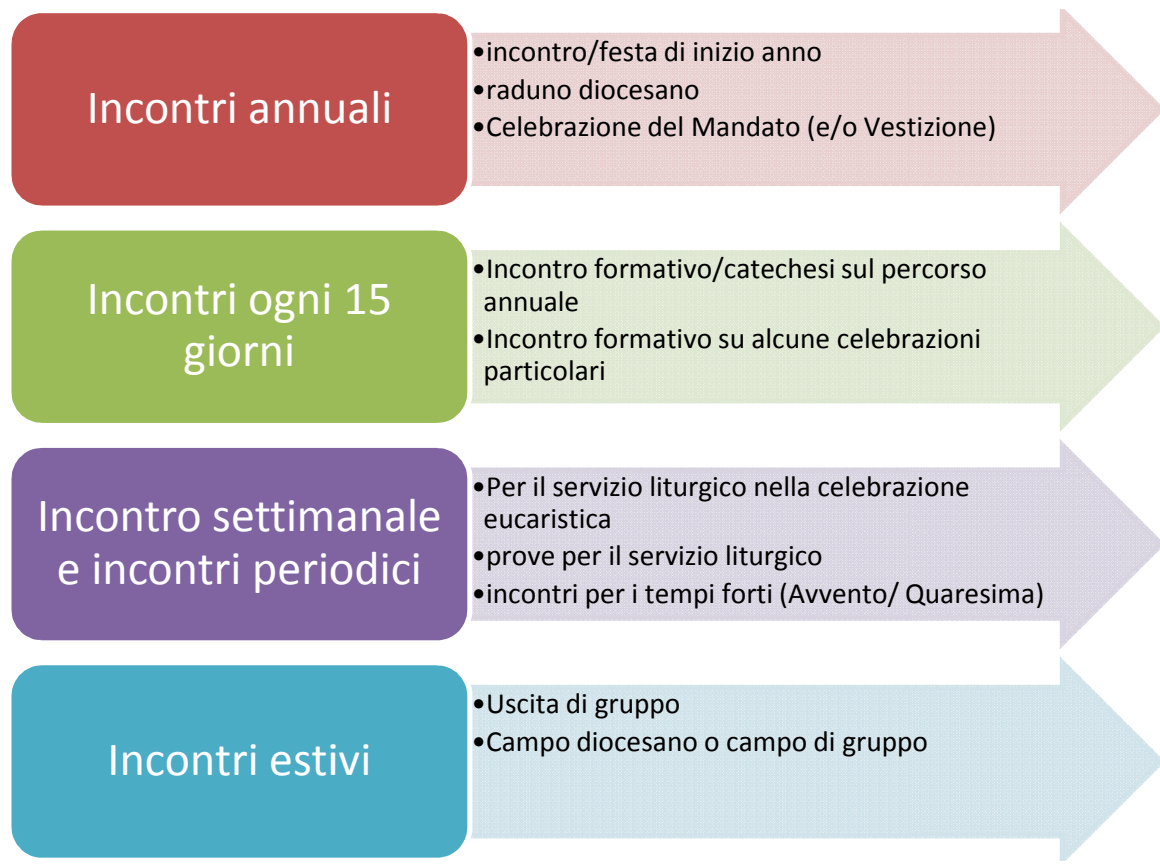 Incontri annuali
•incontro/festa di inizio anno
•raduno diocesano
•Celebrazione del Mandato (e/o Vestizione)
Incontri ogni 15
giorni
•Incontro formativo/catechesi sul percorso
annuale
•Incontro formativo su alcune celebrazioni
particolari
Incontro settimanale
e incontri periodici
•Per il servizio liturgico nella celebrazione
eucaristica
•prove per il servizio liturgico
•incontri per i tempi forti (Avvento/ Quaresima)
Incontri estivi
•Uscita di gruppo
•Campo diocesano o campo di gruppo